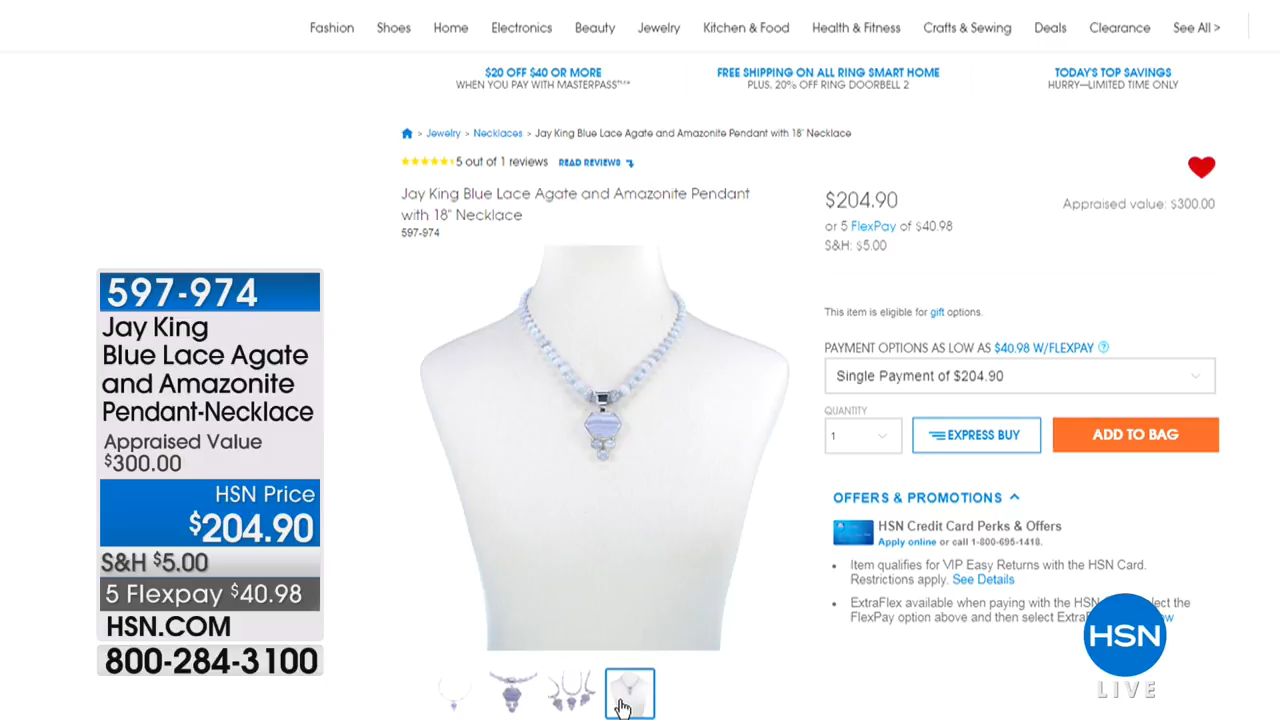 Fashion Shoes Home Electronics Beauty Jewelry Kitchen & Food Health & Fitness Crafts & Sewing Deals Clearance See All >
$20 OFF $40 OR MORE
WHEN YOU PAY WITH MASTERPASS
FREE SHIPPING ON ALL RING SMART HOME
PLUS, 20% OFF RING DOORBELL 2
TODAY'S TOP SAVINGS
HURRY—LIMITED TIME ONLY
> Jewelry > Necklaces > Jay King Blue Lace Agate and Amazonite Pendant with 18" Necklace
5 out of 1 reviews READ REVIEWS
Jay King Blue Lace Agate and Amazonite Pendant
with 18" Necklace
597-974
$204.90
Appraised value: $300.00
or 5 FlexPay of $40.98
S&H: $5.00
This item is eligible for gift options.
PAYMENT OPTIONS AS LOW AS $40.98 W/FLEXPAY ?
Single Payment of $204.90
QUANTITY
1
EXPRESS BUY
ADD TO BAG
OFFERS & PROMOTIONS
HSN Credit Card Perks & Offers
Apply online or call 1-800-695-1418.
• Item qualifies for VIP Easy Returns with the HSN Card.
Restrictions apply. See Details
• ExtraFlex available when paying with the HSN the
FlexPay option above and then select
597-974
Jay King
Blue Lace Agate
and Amazonite
Pendant-Necklace
Appraised Value
$300.00
HSN Price
$204.90
S&H $5.00
5 Flexpay $40.98
HSN.COM
800-284-3100
HSN
LIVE